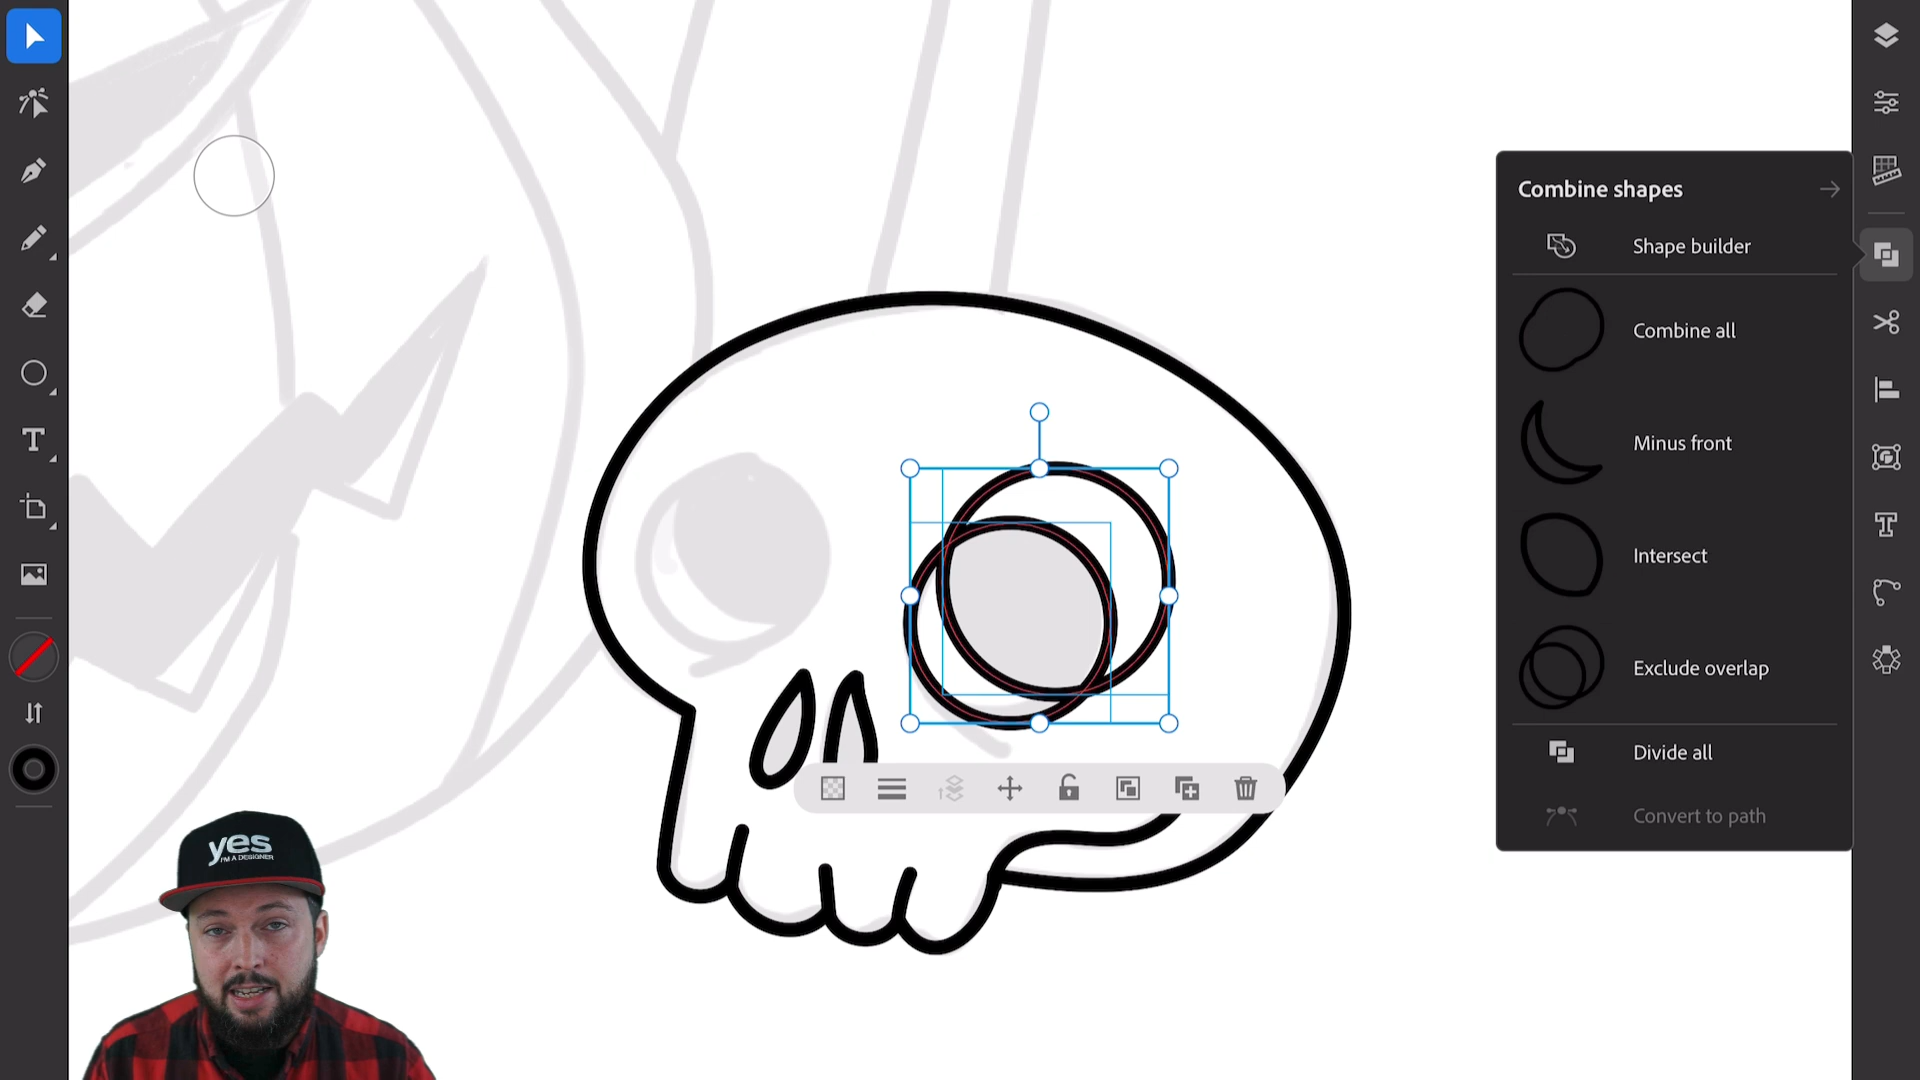 Combine shapes
Shape builder
Combine all
Minus front
Intersect
Exclude overlap
Divide all
Convert to path
yes
I'M A DESIGNER